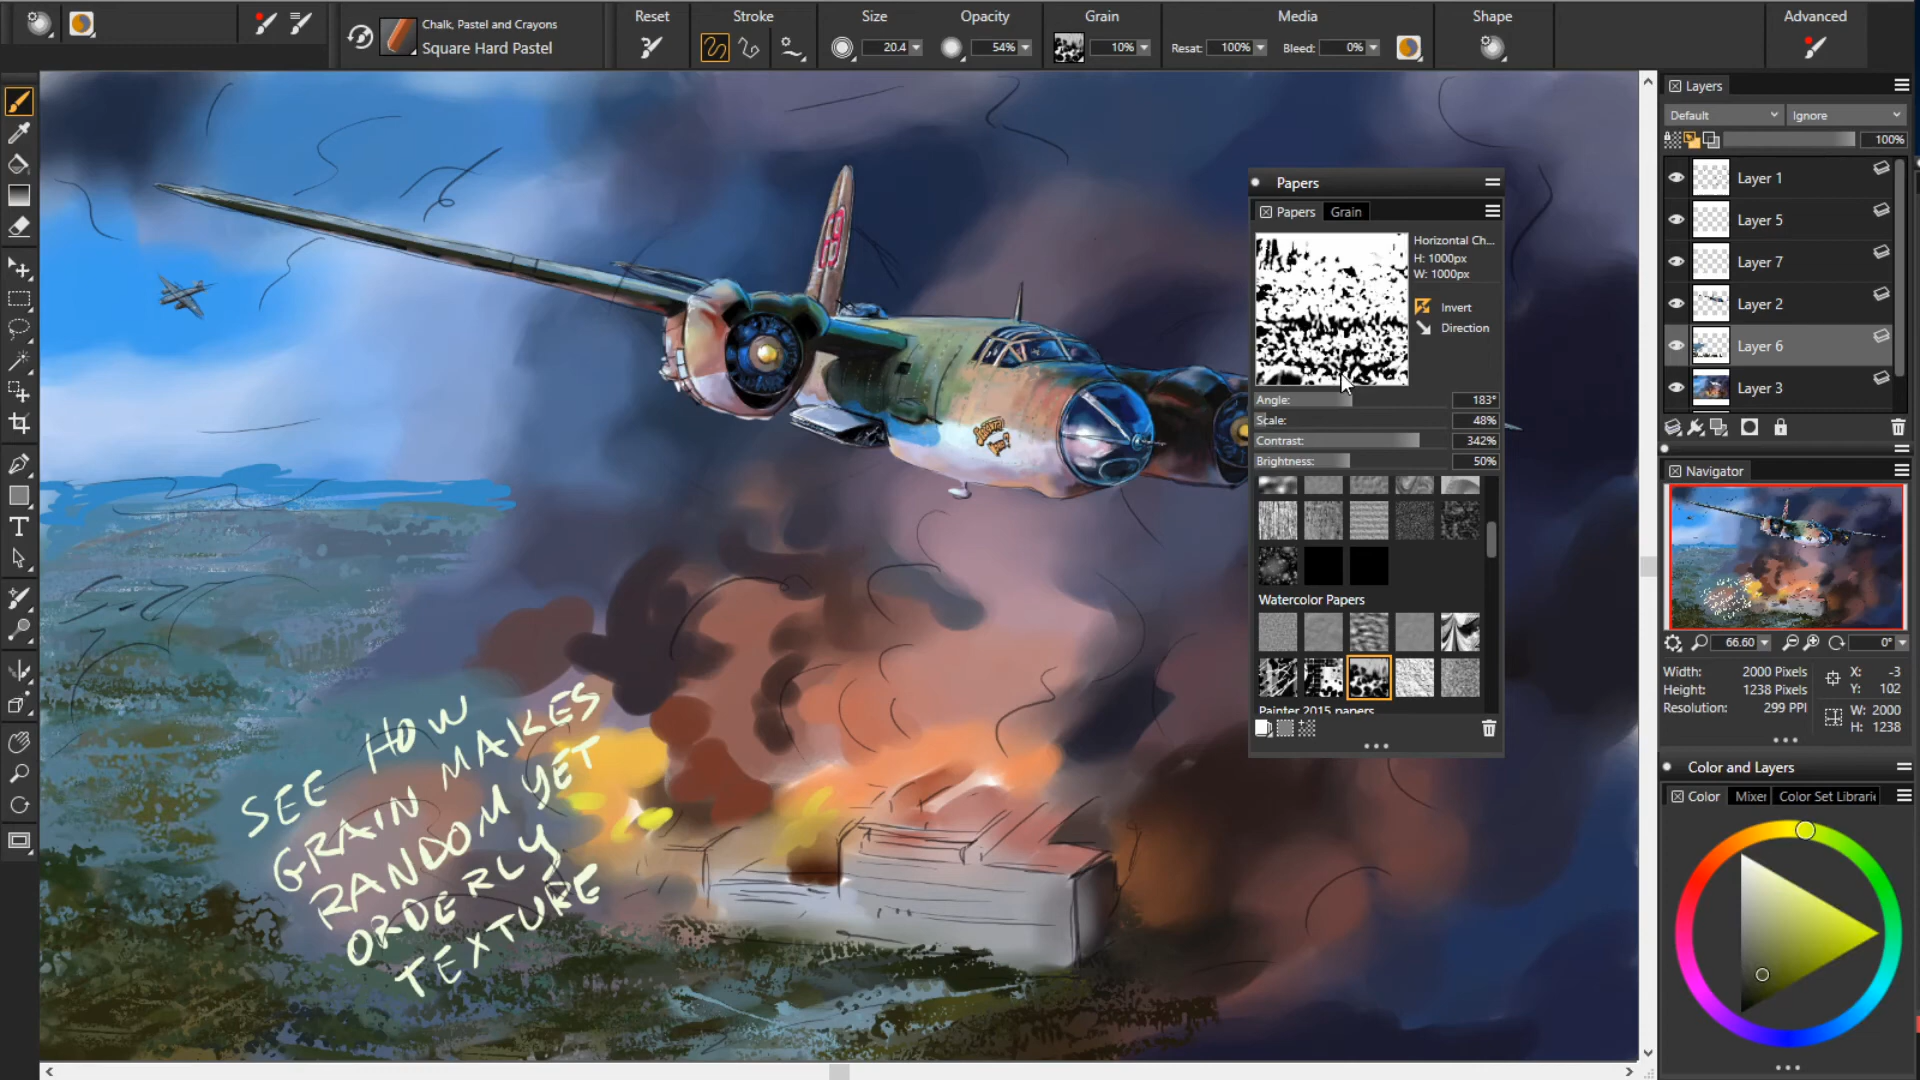 Chalk, Pastel and Crayons
Square Hard Pastel
Reset
Stroke
Size
20.4
Opacity
54%
Grain
10%
Media
Resat: 100%
Bleed: 0%
Shape
Advanced
Layers
Default
Ignore
100%
Layer 1
Layer 5
Layer 7
Layer 2
Layer 6
Layer 3
Papers
Papers
Grain
Horizontal Ch...
H: 1000px
W: 1000px
Invert
Direction
Angle: 183°
Scale: 48%
Contrast: 342%
Brightness: 50%
Watercolor Papers
Painter 2015 papers
Navigator
66.60
0°
Width: 2000 Pixels
Height: 1238 Pixels
Resolution: 299 PPI
X: -3
Y: 102
W: 2000
H: 1238
Color and Layers
Color
Mixer
Color Set Librarie
SEE HOW
GRAIN MAKES
RANDOM YET
ORDERLY
TEXTURE